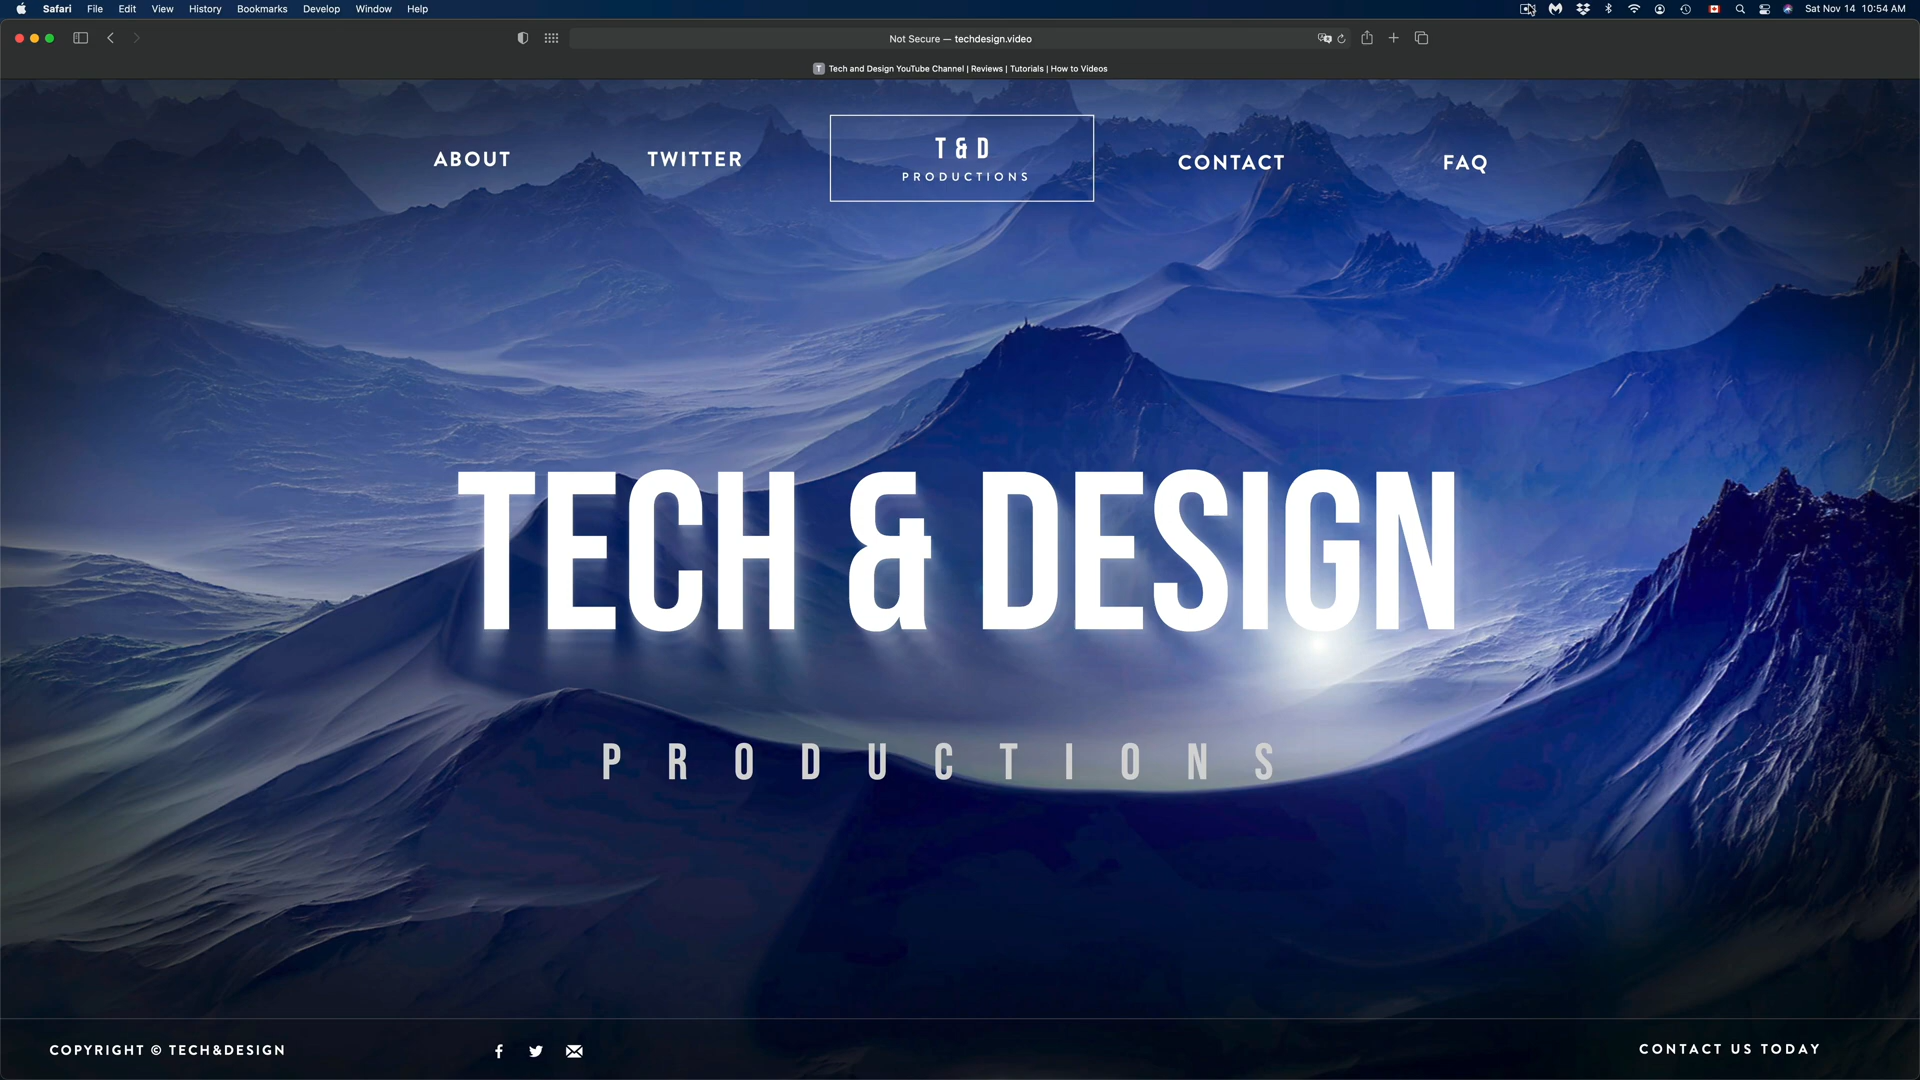 Safari File Edit View History Bookmarks Develop Window Help Sat Nov 14 10:54 AM
Not Secure — techdesign.video
T Tech and Design YouTube Channel | Reviews | Tutorials | How to Videos
ABOUT TWITTER T & D CONTACT FAQ
PRODUCTIONS
TECH & DESIGN
PRODUCTIONS
COPYRIGHT © TECH&DESIGN CONTACT US TODAY